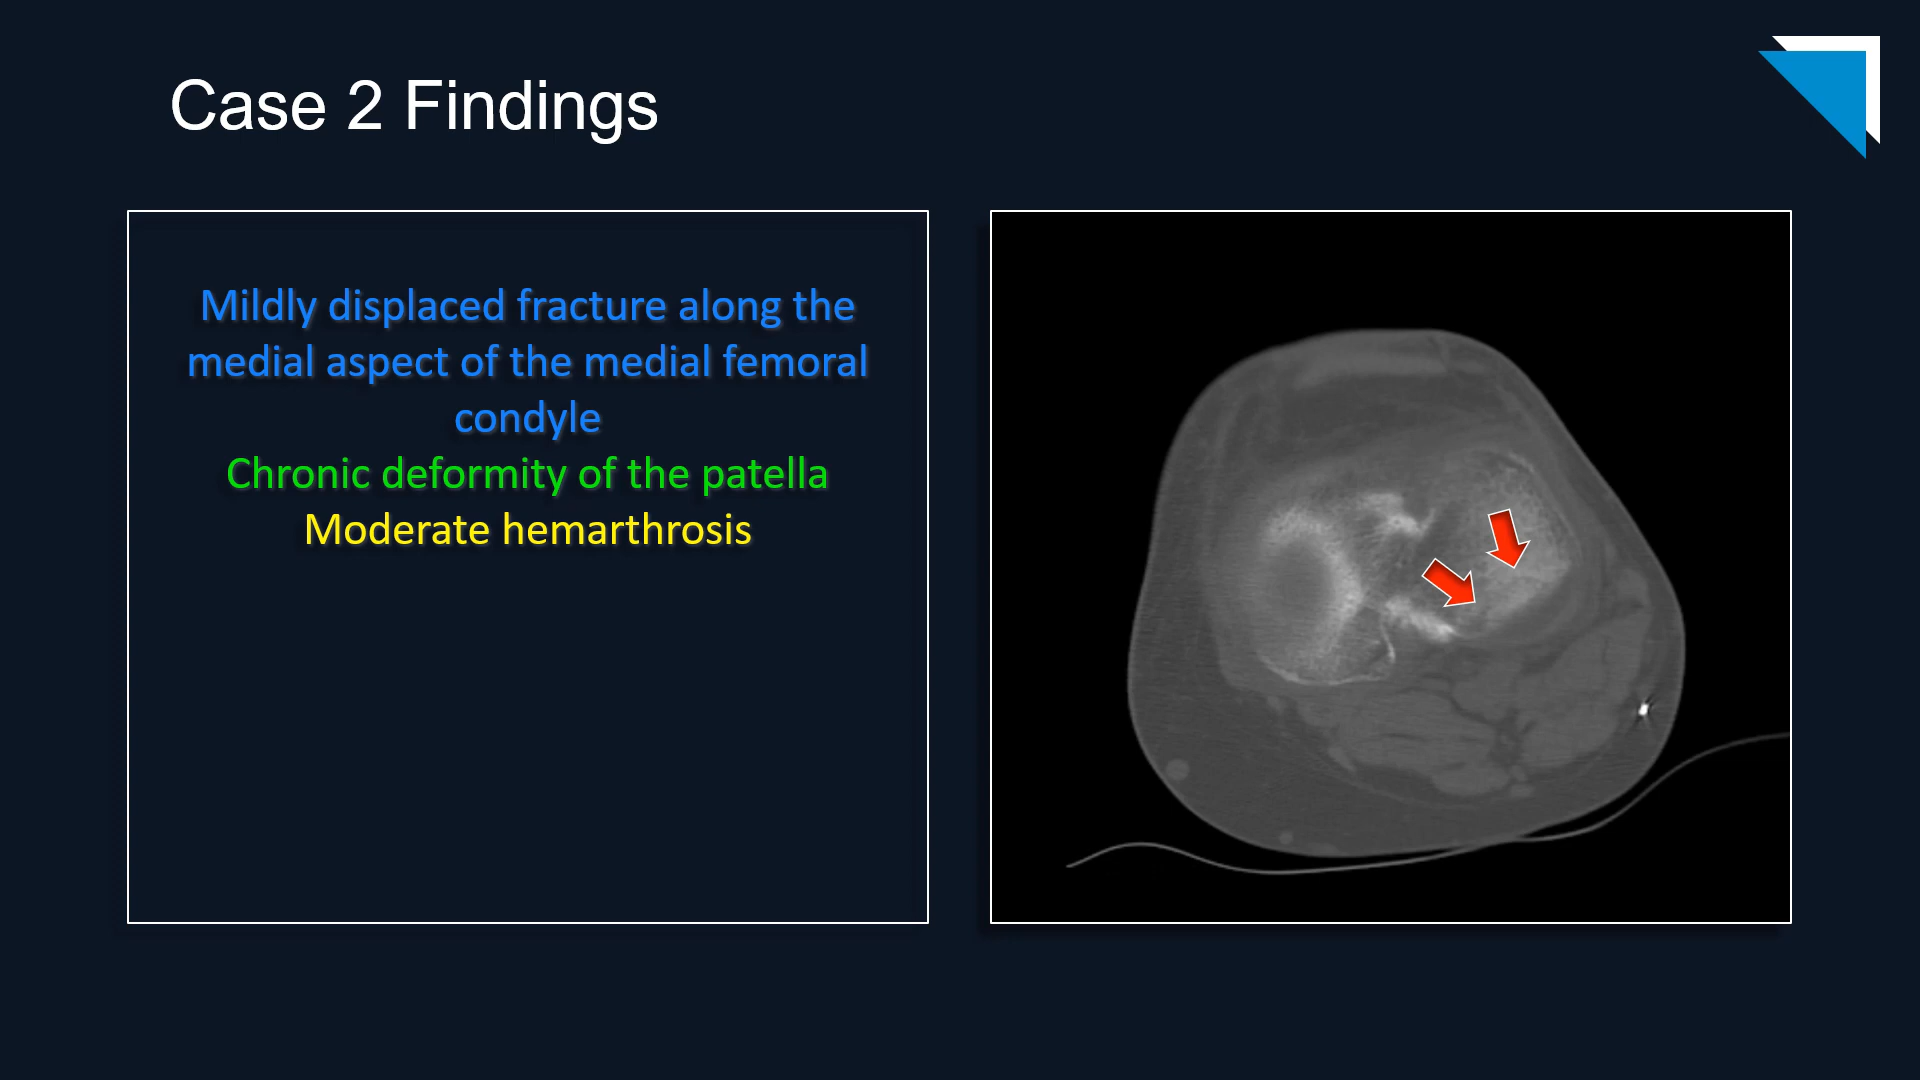 Case 2 Findings
Mildly displaced fracture along the
medial aspect of the medial femoral
condyle
Chronic deformity of the patella
Moderate hemarthrosis